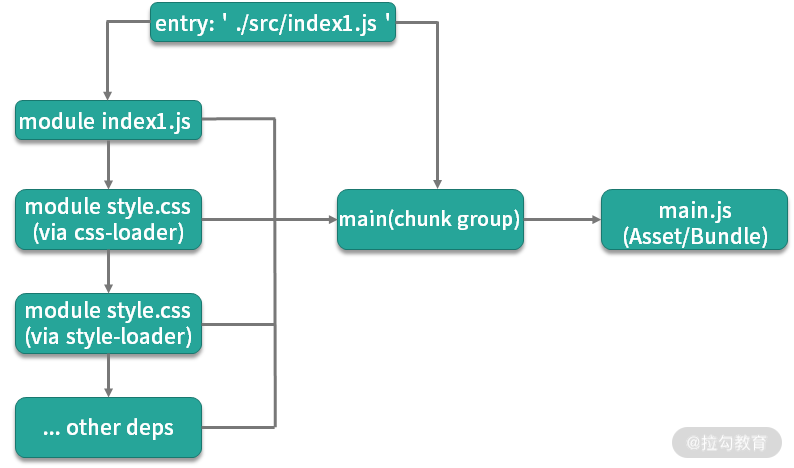 entry: ' ./src/index1.js '
module index1.js
module style.css
(via css-loader)
main(chunk group)
main.js
(Asset/Bundle)
module style.css
(via style-loader)
... other deps
@拉勾教育